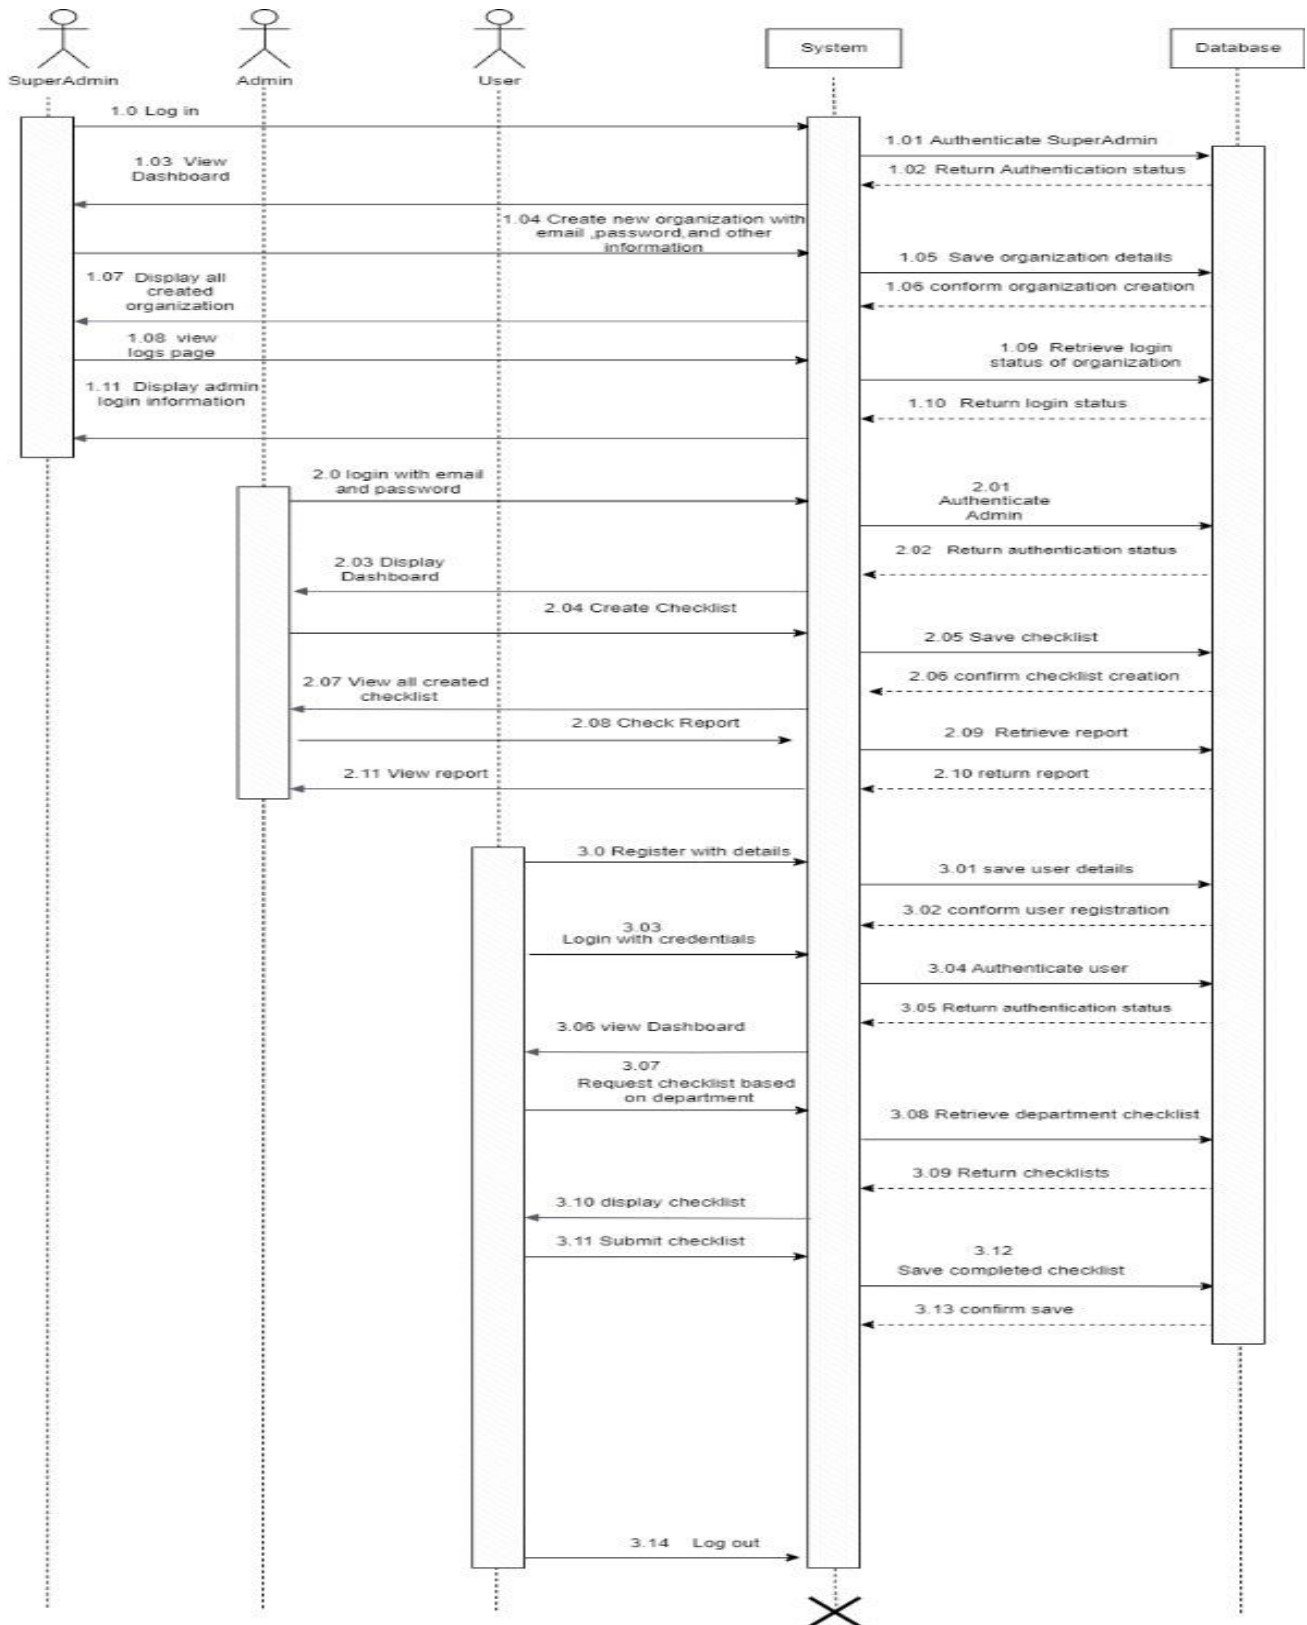 SuperAdmin
Admin
User
System
Database
1.0 Log in
1.01 Authenticate SuperAdmin
1.02 Return Authentication status
1.03 View
Dashboard
1.04 Create new organization with
email ,password,and other
information
1.05 Save organization details
1.06 conform organization creation
1.07 Display all
created
organization
1.08 view
logs page
1.09 Retrieve login
status of organization
1.10 Return login status
1.11 Display admin
login information
2.0 login with email
and password
2.01
Authenticate
Admin
2.02 Return authentication status
2.03 Display
Dashboard
2.04 Create Checklist
2.05 Save checklist
2.06 confirm checklist creation
2.07 View all created
checklist
2.08 Check Report
2.09 Retrieve report
2.10 return report
2.11 View report
3.0 Register with details
3.01 save user details
3.02 conform user registration
3.03
Login with credentials
3.04 Authenticate user
3.05 Return authentication status
3.06 view Dashboard
3.07
Request checklist based
on department
3.08 Retrieve department checklist
3.09 Return checklists
3.10 display checklist
3.11 Submit checklist
3.12
Save completed checklist
3.13 confirm save
3.14 Log out